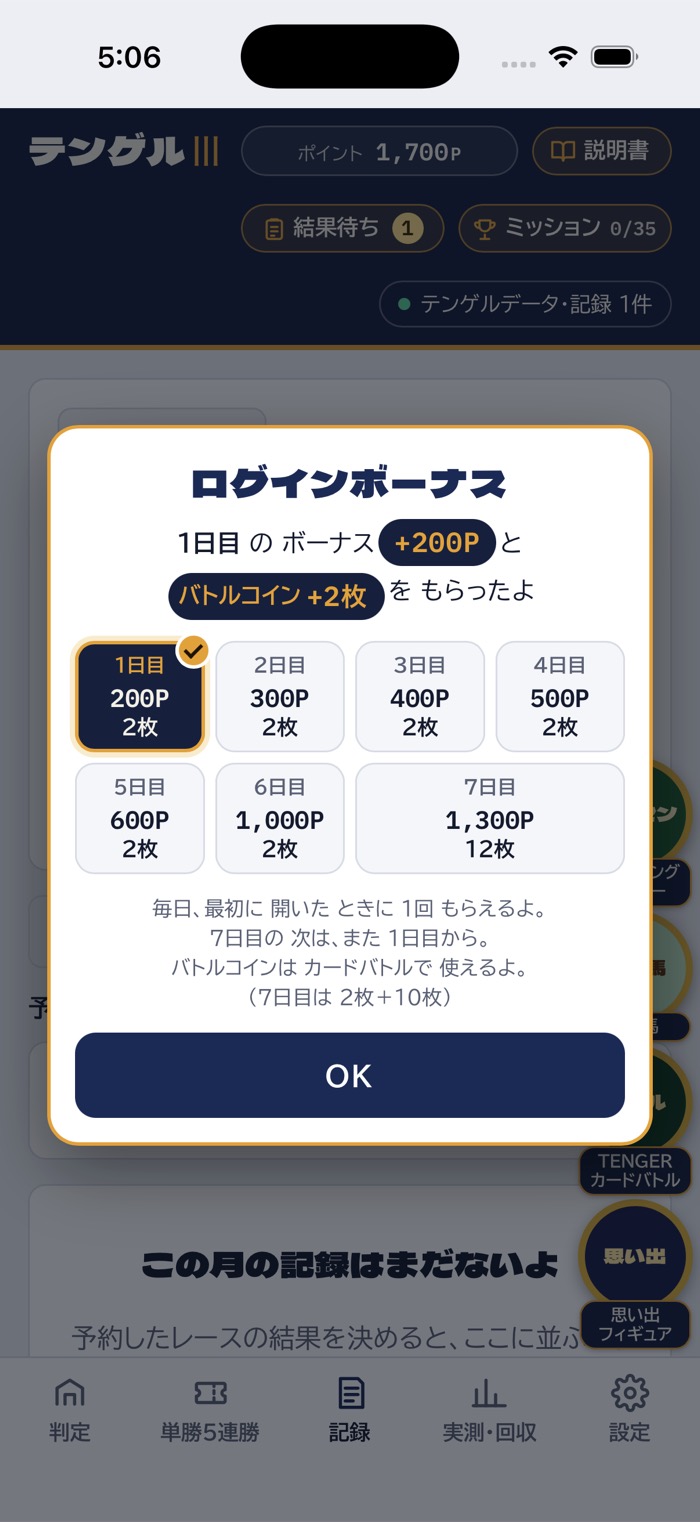 5:06
テンゲル
ポイント 1,700P
説明書
結果待ち 1
ミッション 0/35
テンゲルデータ・記録 1件
ログインボーナス
1日目 の ボーナス +200P と
バトルコイン +2枚 を もらったよ
1日目
200P
2枚
2日目
300P
2枚
3日目
400P
2枚
4日目
500P
2枚
5日目
600P
2枚
6日目
1,000P
2枚
7日目
1,300P
12枚
毎日、最初に 開いた ときに 1回 もらえるよ。
7日目の 次は、また 1日目から。
バトルコインは カードバトルで 使えるよ。
（7日目は 2枚＋10枚）
OK
TENGER
カードバトル
思い出
思い出
フィギュア
この月の記録はまだないよ
予約したレースの結果を決めると、ここに並ぶ
判定
単勝5連勝
記録
実測・回収
設定